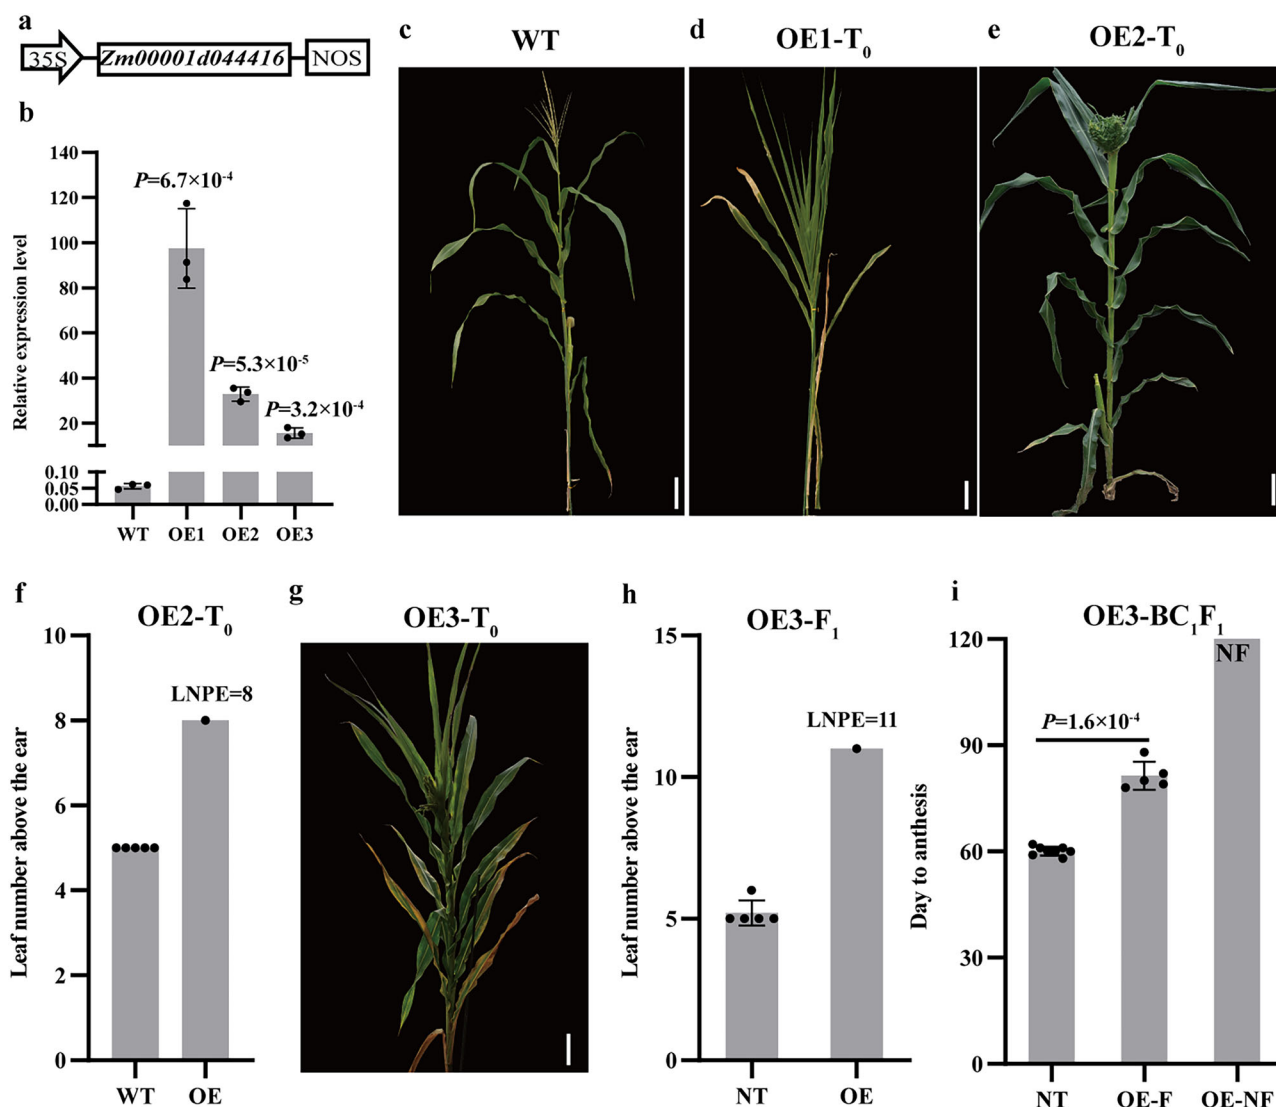 a
35S
Zm00001d044416
NOS
b
Relative expression level
140
120
100
80
60
40
20
0.10
0.05
0.00
P=6.7×10⁻⁴
P=5.3×10⁻⁵
P=3.2×10⁻⁴
WT OE1 OE2 OE3
c
WT
d
OE1-T₀
e
OE2-T₀
f
OE2-T₀
Leaf number above the ear
10
8
6
4
2
0
LNPE=8
WT OE
g
OE3-T₀
h
OE3-F₁
Leaf number above the ear
15
10
5
0
LNPE=11
NT OE
i
OE3-BC₁F₁
Day to anthesis
120
90
60
30
0
NF
P=1.6×10⁻⁴
NT OE-F OE-NF